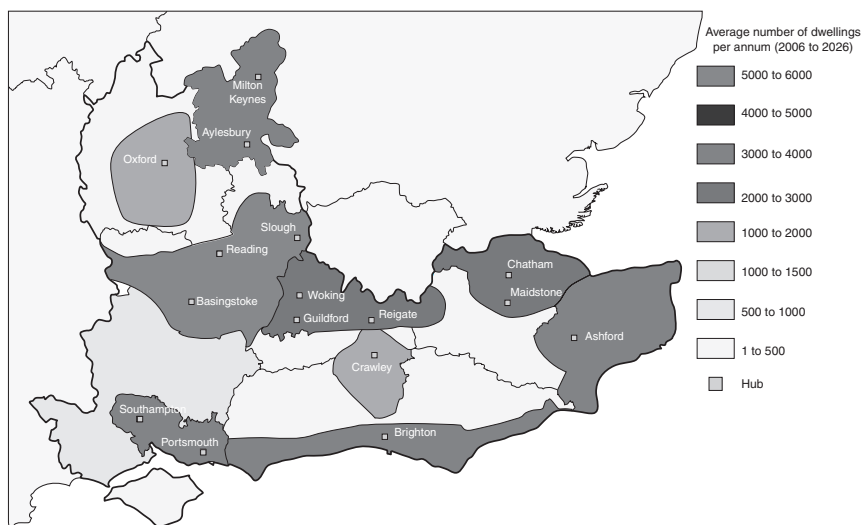 Average number of dwellings
per annum (2006 to 2026)
5000 to 6000
4000 to 5000
3000 to 4000
2000 to 3000
1000 to 2000
1000 to 1500
500 to 1000
1 to 500
Hub
Milton
Keynes
Aylesbury
Oxford
Slough
Reading
Basingstoke
Woking
Guildford
Reigate
Chatham
Maidstone
Ashford
Crawley
Southampton
Portsmouth
Brighton